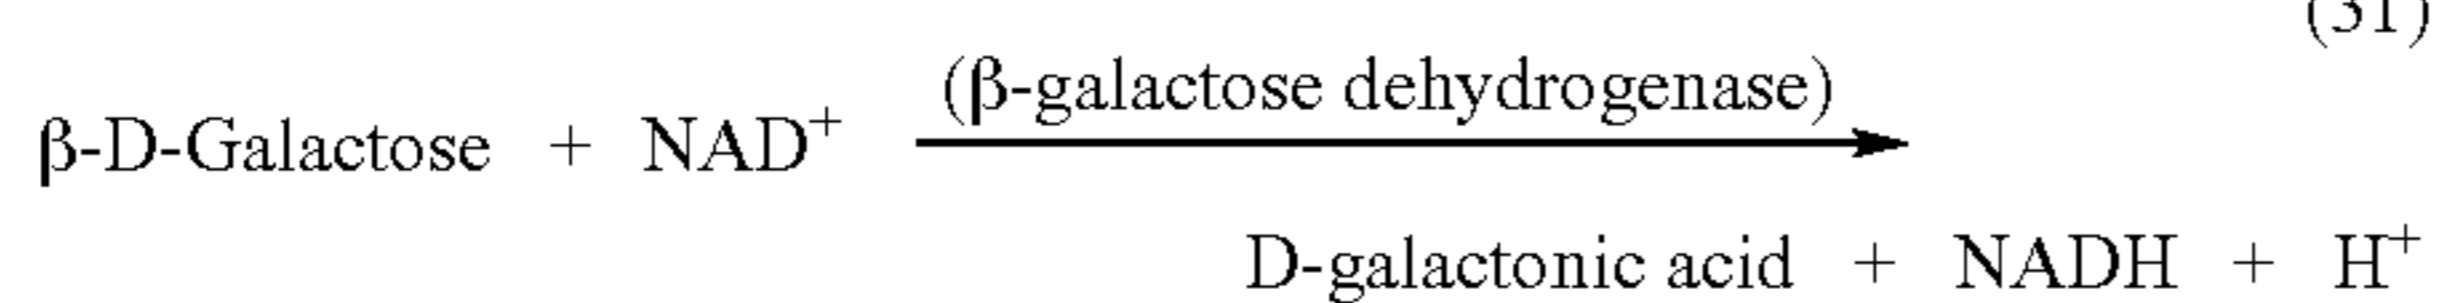 (31)
(β-galactose dehydrogenase)
β-D-Galactose + NAD⁺
D-galactonic acid + NADH + H⁺